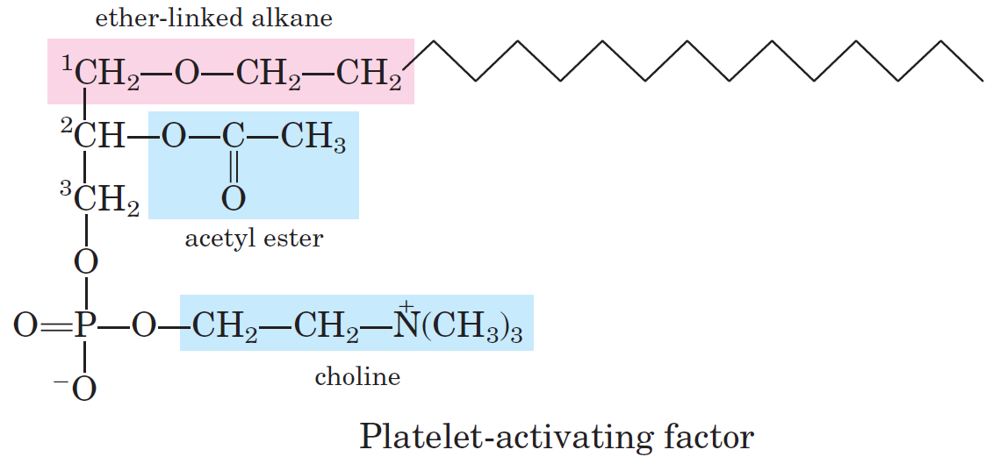 ether-linked alkane
¹CH₂—O—CH₂—CH₂
²CH—O—C—CH₃
³CH₂ O
acetyl ester
O
O=P—O—CH₂—CH₂—N⁺(CH₃)₃
choline
⁻O
Platelet-activating factor